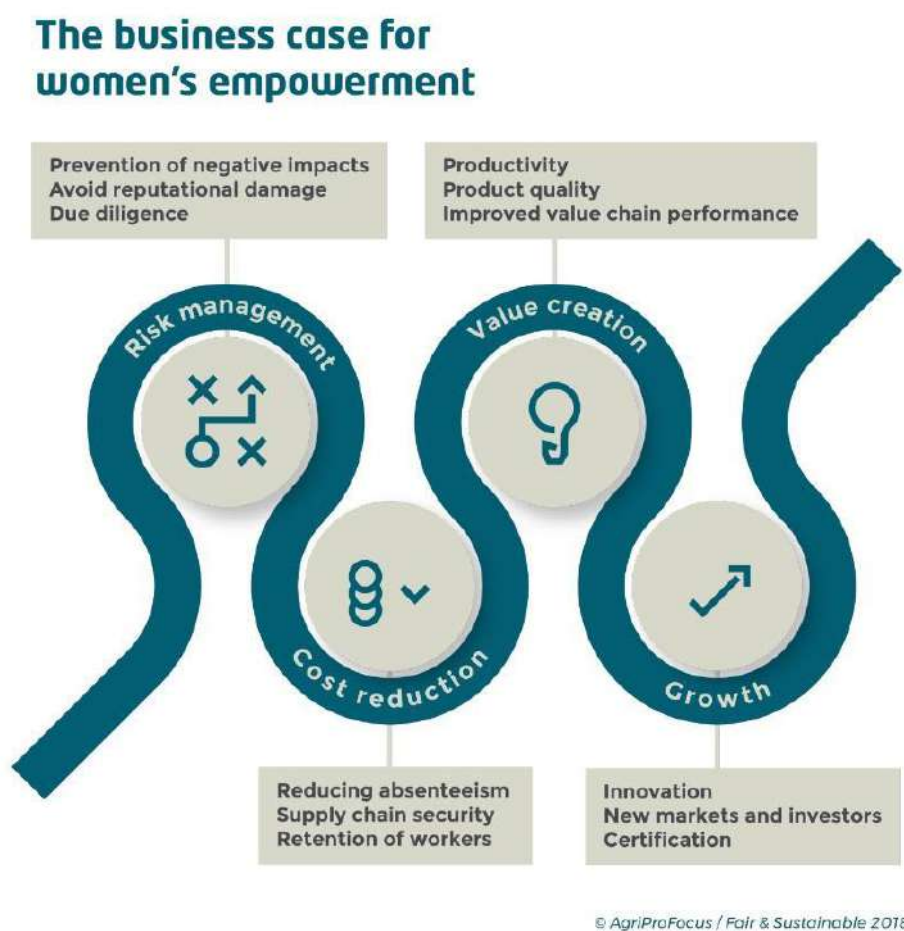 The business case for
women's empowerment
Prevention of negative impacts
Avoid reputational damage
Due diligence
Productivity
Product quality
Improved value chain performance
Risk management
Value creation
Cost reduction
Growth
Reducing absenteeism
Supply chain security
Retention of workers
Innovation
New markets and investors
Certification
© AgriProFocus / Fair & Sustainable 2018